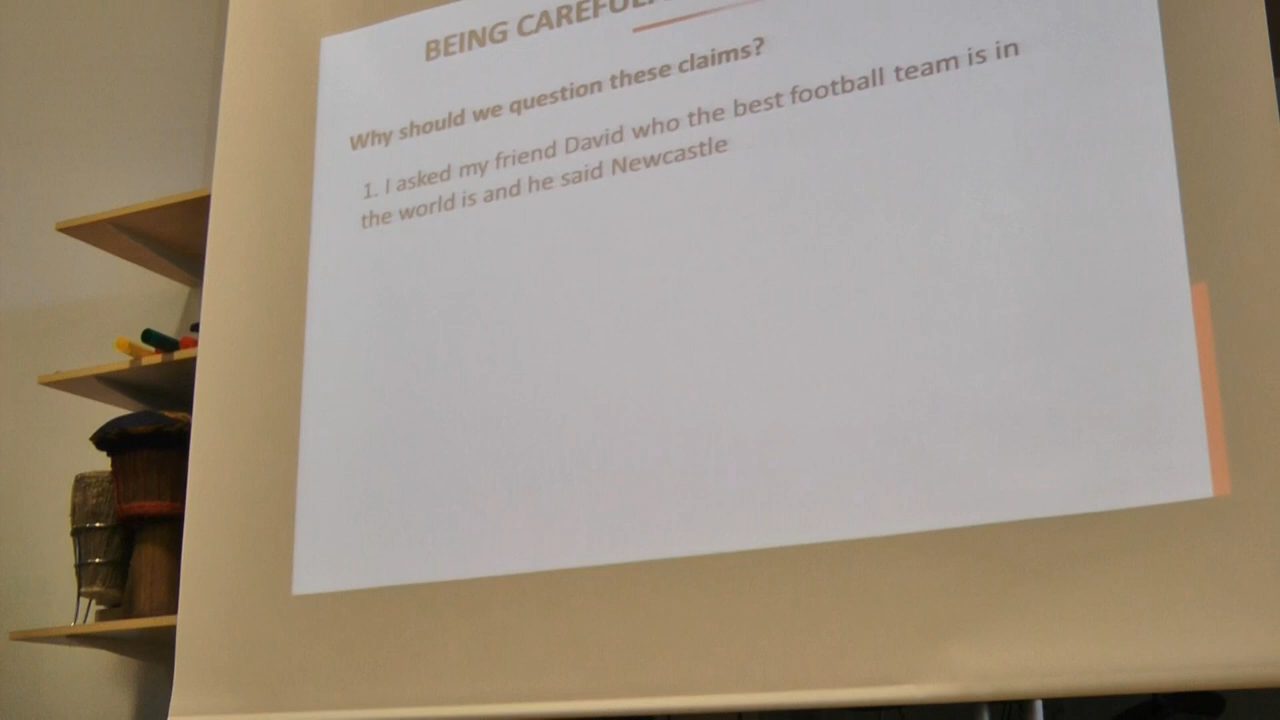 BEING CAREFUL
Why should we question these claims?
1. I asked my friend David who the best football team is in
the world is and he said Newcastle